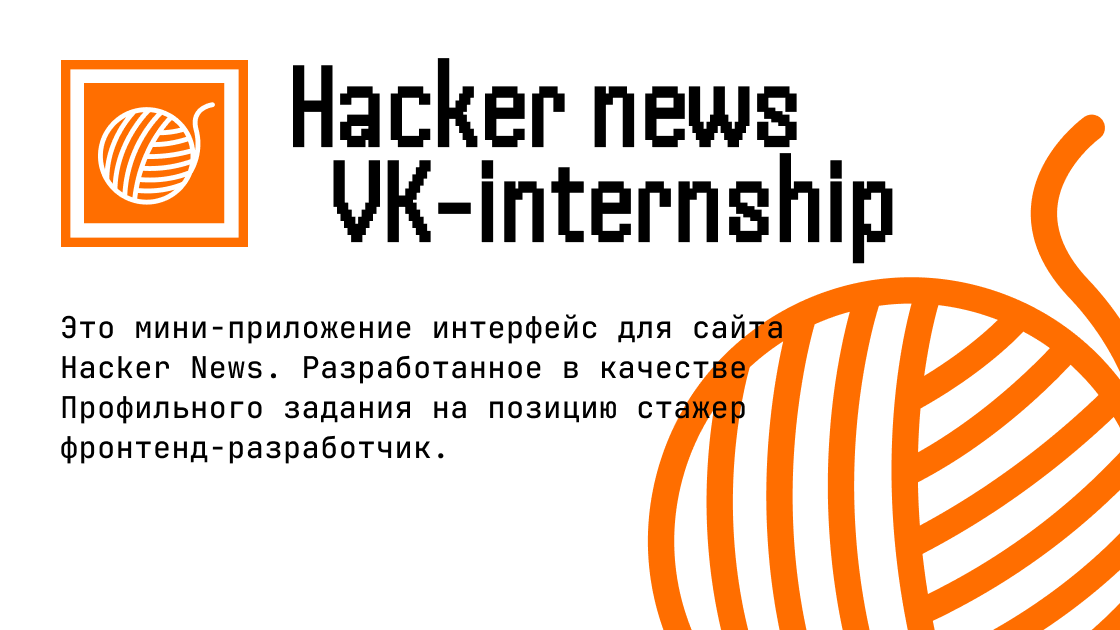 Hacker news
VK-internship
Это мини-приложение интерфейс для сайта
Hacker News. Разработанное в качестве
Профильного задания на позицию стажер
фронтенд-разработчик.